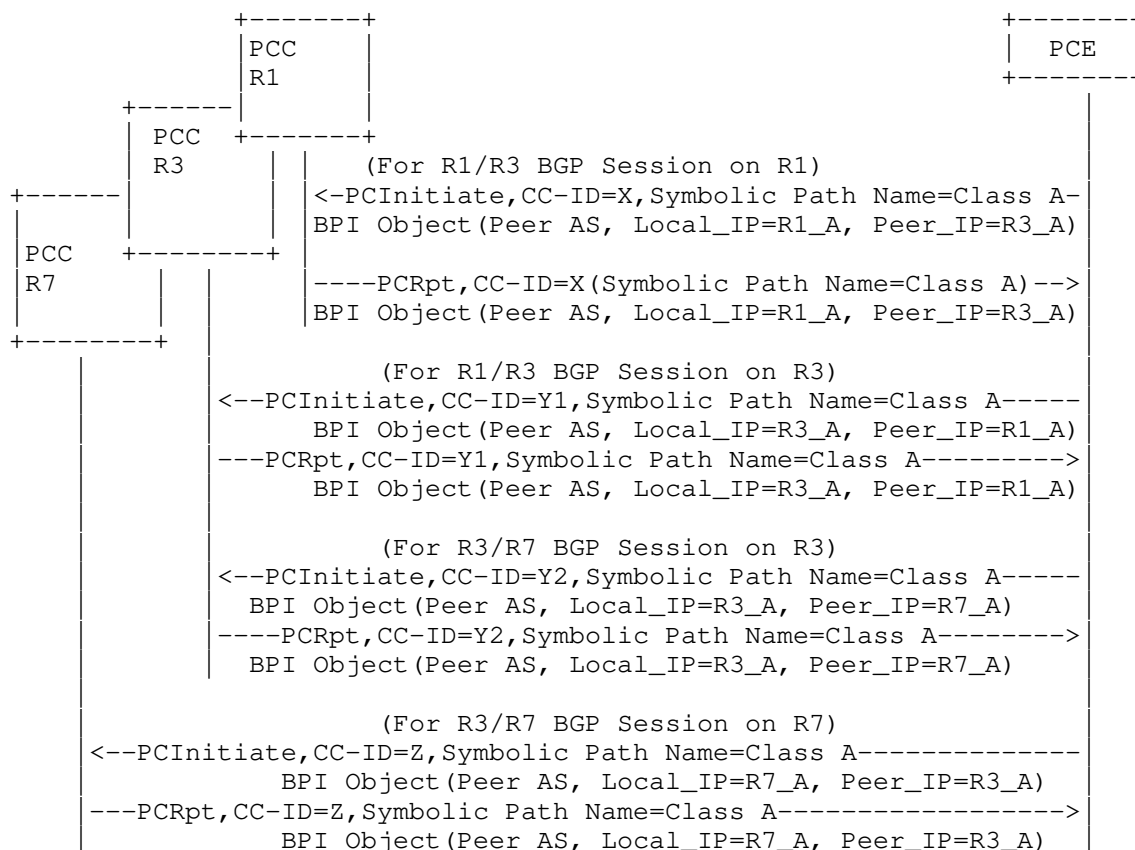 PCC PCE
R1
PCC
R3 (For R1/R3 BGP Session on R1)
<-PCInitiate,CC-ID=X,Symbolic Path Name=Class A-
BPI Object(Peer AS, Local_IP=R1_A, Peer_IP=R3_A)
PCC
R7 ----PCRpt,CC-ID=X(Symbolic Path Name=Class A)-->
BPI Object(Peer AS, Local_IP=R1_A, Peer_IP=R3_A)
(For R1/R3 BGP Session on R3)
<--PCInitiate,CC-ID=Y1,Symbolic Path Name=Class A-----
BPI Object(Peer AS, Local_IP=R3_A, Peer_IP=R1_A)
---PCRpt,CC-ID=Y1,Symbolic Path Name=Class A--------->
BPI Object(Peer AS, Local_IP=R3_A, Peer_IP=R1_A)
(For R3/R7 BGP Session on R3)
<--PCInitiate,CC-ID=Y2,Symbolic Path Name=Class A-----
BPI Object(Peer AS, Local_IP=R3_A, Peer_IP=R7_A)
----PCRpt,CC-ID=Y2,Symbolic Path Name=Class A-------->
BPI Object(Peer AS, Local_IP=R3_A, Peer_IP=R7_A)
(For R3/R7 BGP Session on R7)
<--PCInitiate,CC-ID=Z,Symbolic Path Name=Class A--------------
BPI Object(Peer AS, Local_IP=R7_A, Peer_IP=R3_A)
---PCRpt,CC-ID=Z,Symbolic Path Name=Class A------------------>
BPI Object(Peer AS, Local_IP=R7_A, Peer_IP=R3_A)